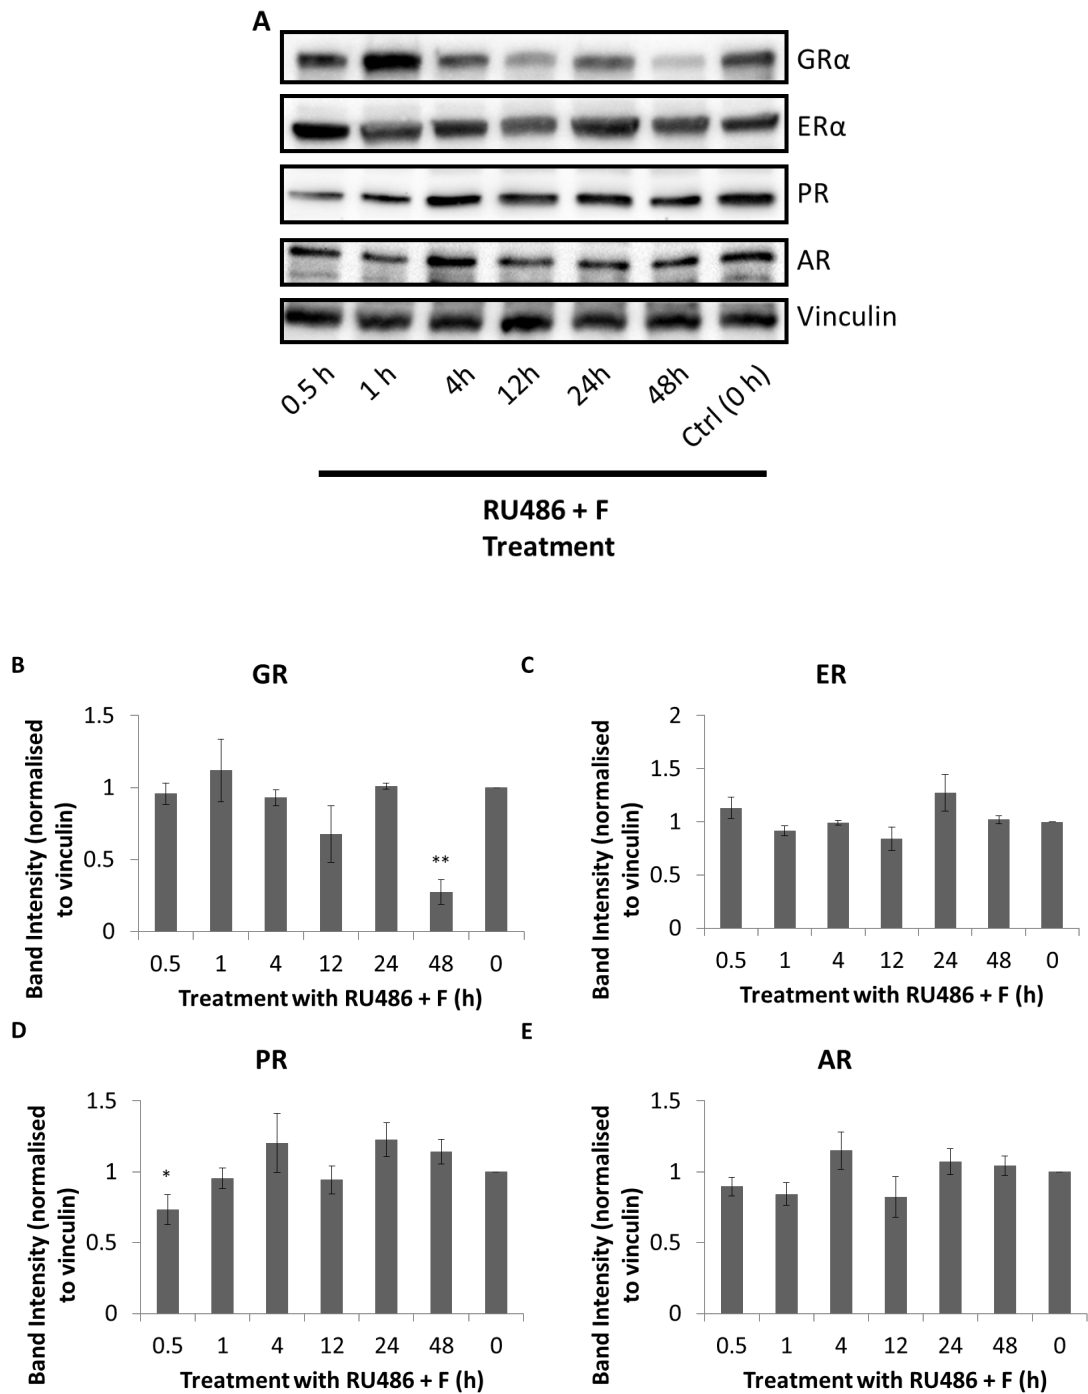 A
GRα
ERα
PR
AR
Vinculin
0.5 h 1 h 4h 12h 24h 48h Ctrl (0 h)
RU486 + F
Treatment
B
GR
Band Intensity (normalised
to vinculin)
1.5
1
0.5
0
**
0.5 1 4 12 24 48 0
Treatment with RU486 + F (h)
C
ER
Band Intensity (normalised
to vinculin)
2
1.5
1
0.5
0
0.5 1 4 12 24 48 0
Treatment with RU486 + F (h)
D
PR
Band Intensity (normalised
to vinculin)
1.5
1
0.5
0
*
0.5 1 4 12 24 48 0
Treatment with RU486 + F (h)
E
AR
Band Intensity (normalised
to vinculin)
1.5
1
0.5
0
0.5 1 4 12 24 48 0
Treatment with RU486 + F (h)